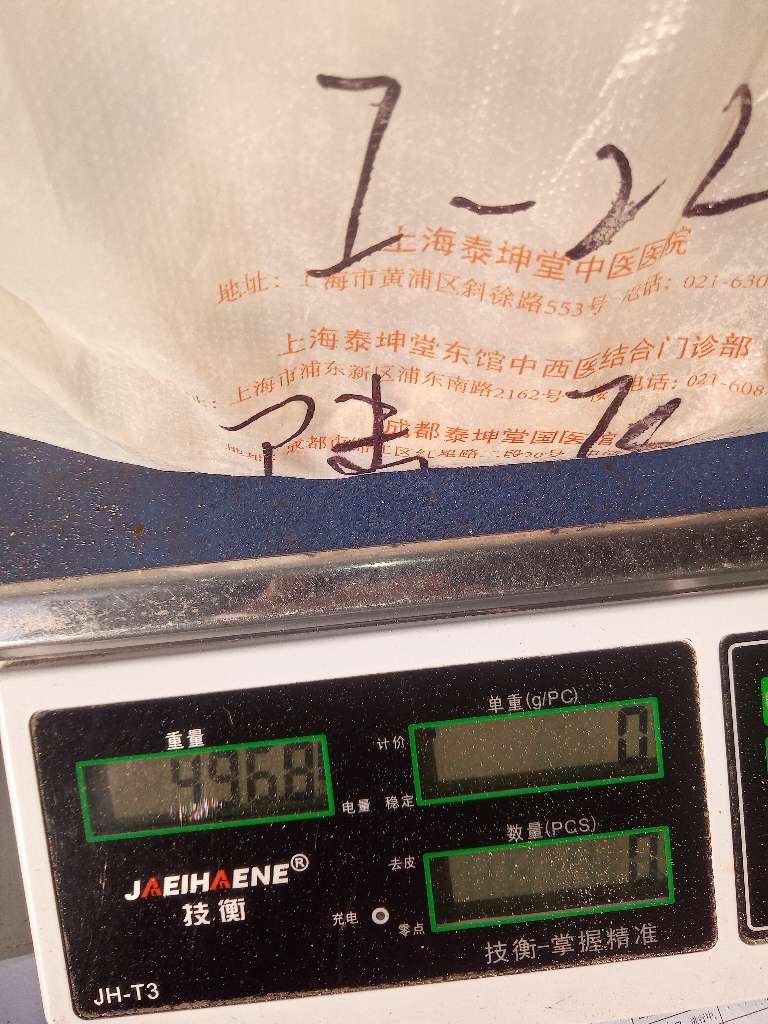 上海泰坤堂中医医院
地址：上海市黄浦区斜徐路553号 电话：021-630
上海泰坤堂东馆中西医结合门诊部
上海市浦东新区浦东南路2162号 电话：021-608
成都泰坤堂国医馆
重量
4968
计价
单重(g/PC)
0
电量 稳定
数量(PCS)
0
去皮
JAEIHAENE®
技衡
充电
零点
技衡-掌握精准
JH-T3